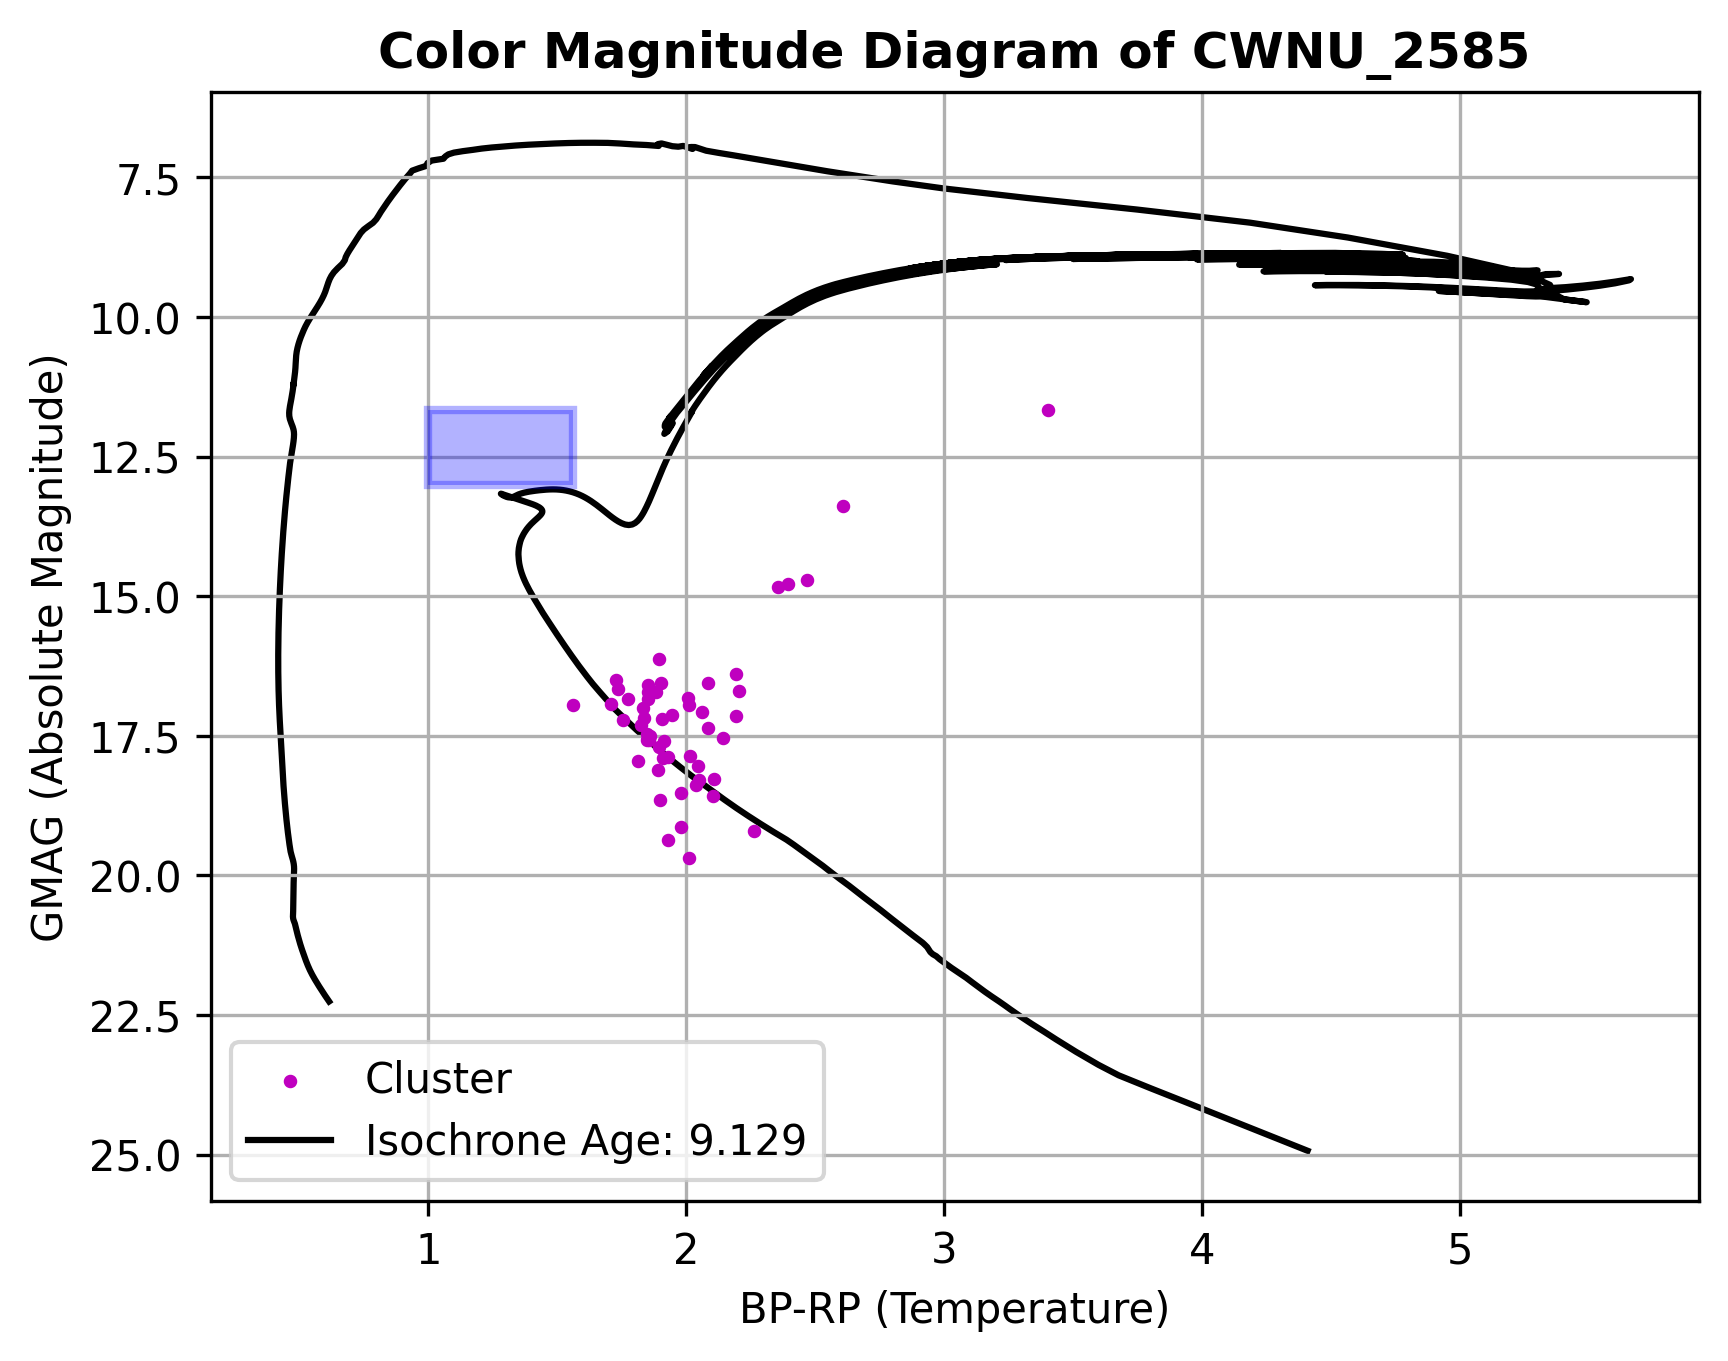 Color Magnitude Diagram of CWNU_2585
GMAG (Absolute Magnitude)
7.5
10.0
12.5
15.0
17.5
20.0
22.5
25.0
Cluster
Isochrone Age: 9.129
1 2 3 4 5
BP-RP (Temperature)